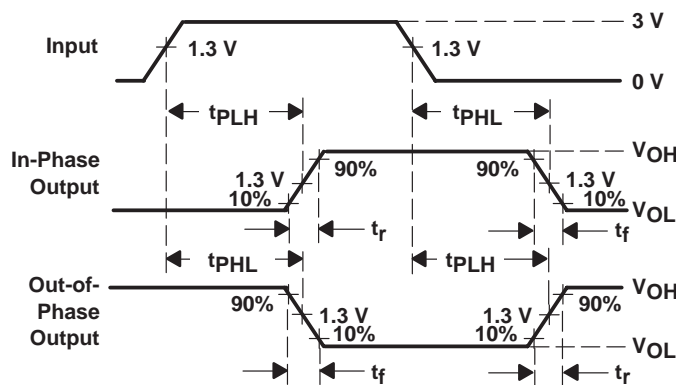 3 V
Input
1.3 V
1.3 V
0 V
tPLH
tPHL
In-Phase
Output
VOH
90%
90%
1.3 V
1.3 V
10%
10%
VOL
tr
tf
tPHL
tPLH
Out-of-
Phase
Output
VOH
90%
90%
1.3 V
1.3 V
10%
10%
VOL
tf
tr